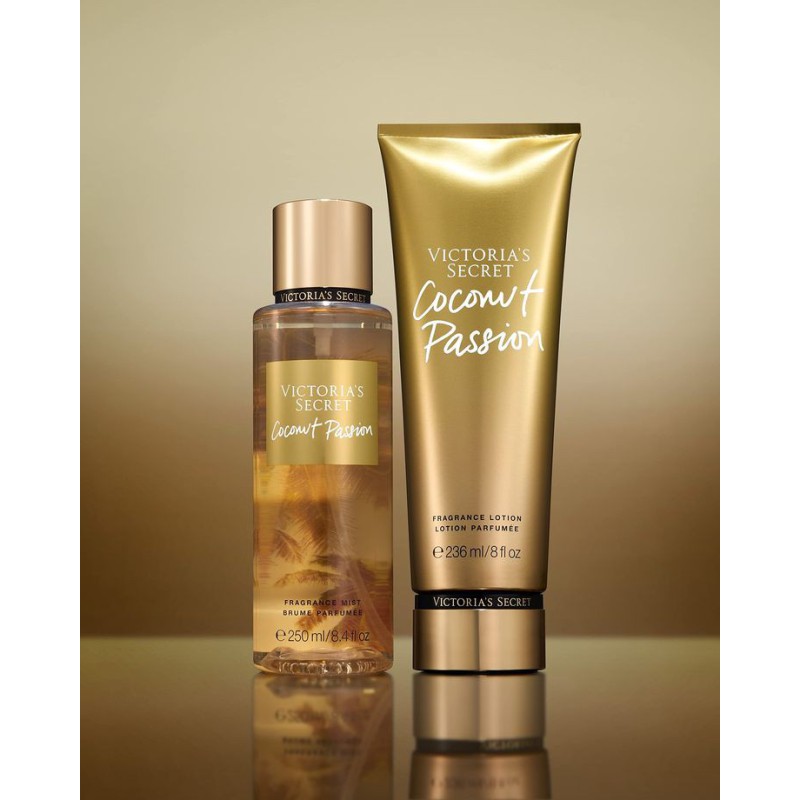 VICTORIA'S SECRET
VICTORIA'S
SECRET
Coconut Passion
FRAGRANCE MIST
BRUME PARFUMÉE
℮ 250 ml/8.4 fl oz
VICTORIA'S
SECRET
Coconut
Passion
FRAGRANCE LOTION
LOTION PARFUMÉE
℮ 236 ml/8 fl oz
VICTORIA'S SECRET